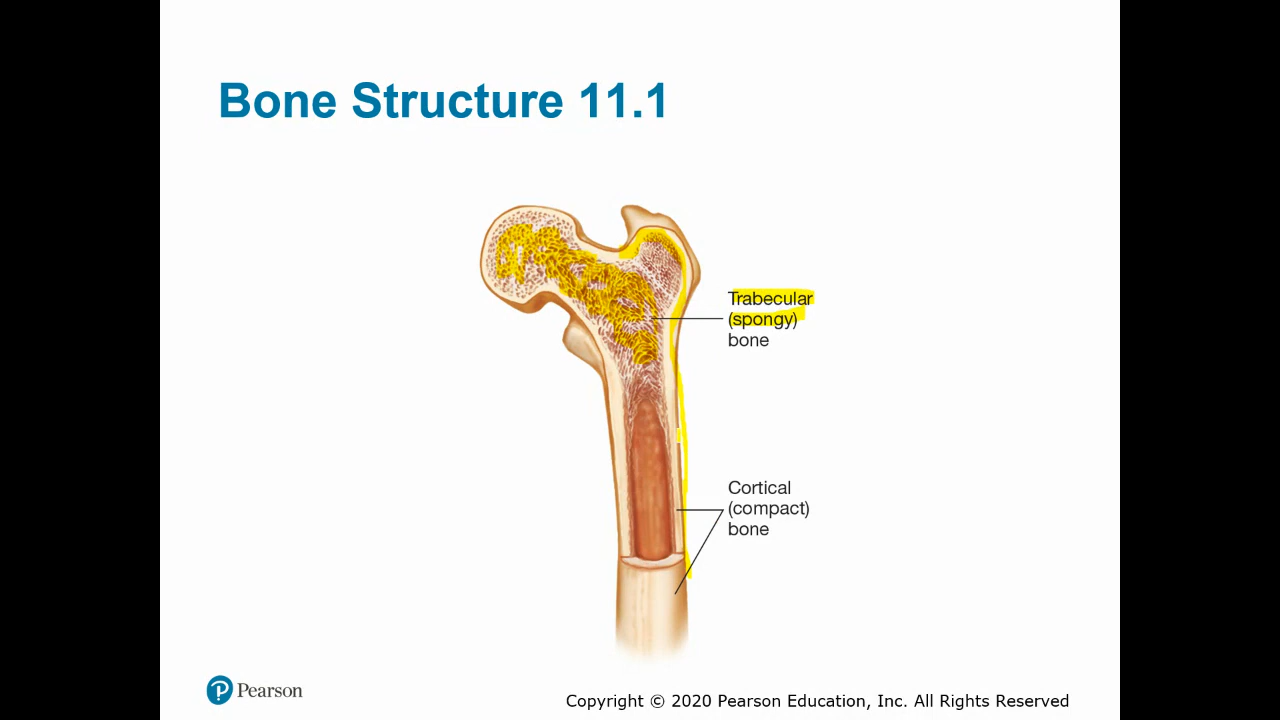 Bone Structure 11.1
Trabecular
(spongy)
bone
Cortical
(compact)
bone
Pearson
Copyright © 2020 Pearson Education, Inc. All Rights Reserved